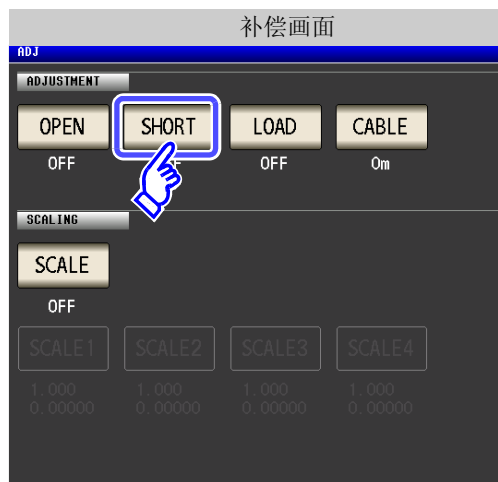 补偿画面
ADJ
ADJUSTMENT
OPEN SHORT LOAD CABLE
OFF OFF 0m
SCALING
SCALE
OFF
SCALE1 SCALE2 SCALE3 SCALE4
1.000 1.000 1.000 1.000
0.00000 0.00000 0.00000 0.00000